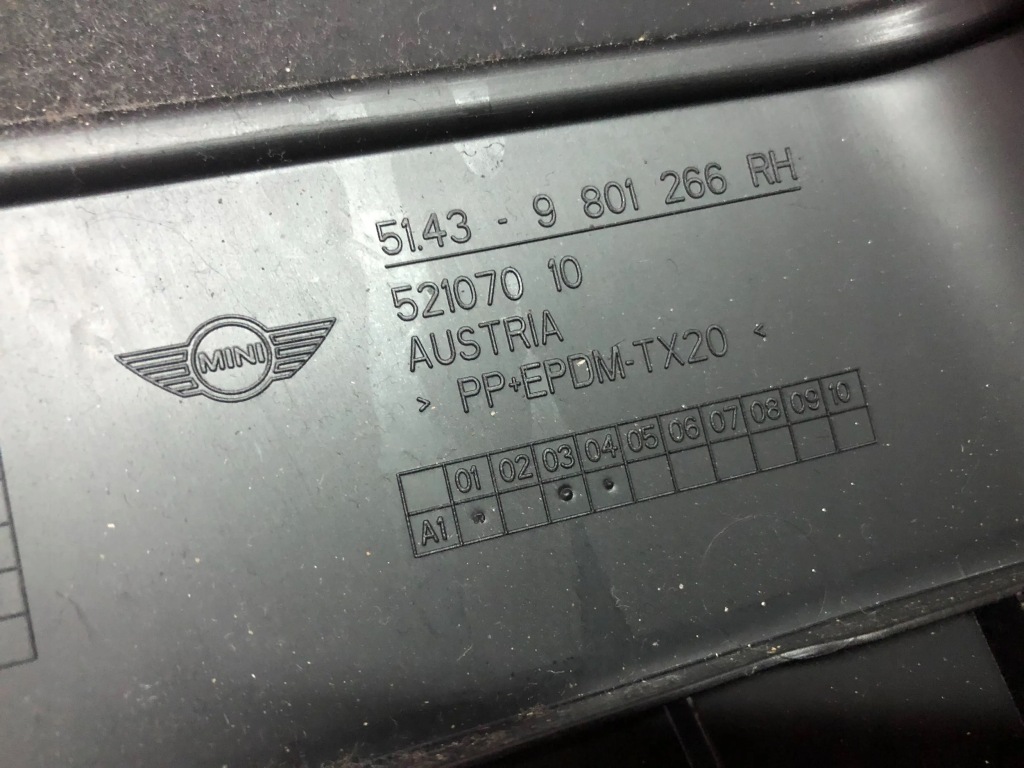 51.43 - 9 801 266 RH
521070 10
AUSTRIA
> PP+EPDM-TX20 <
MINI
01 02 03 04 05 06 07 08 09 10
A1